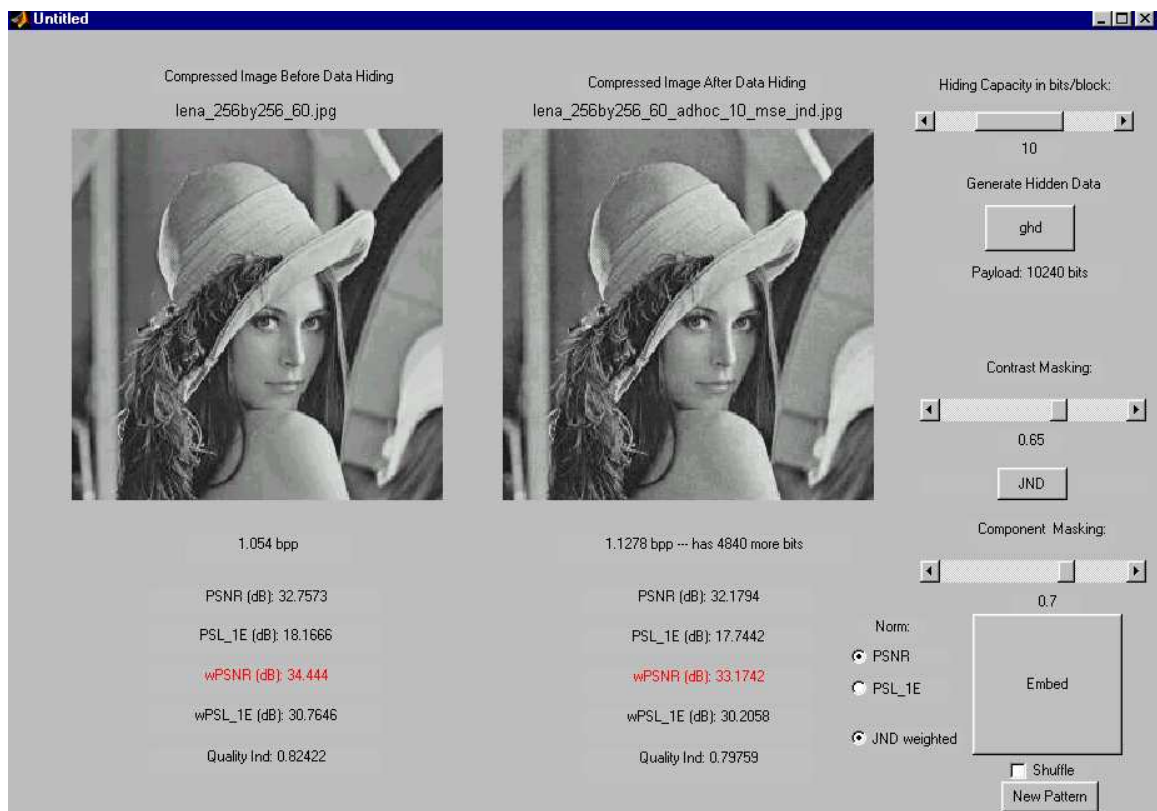 Untitled
Compressed Image Before Data Hiding
lena_256by256_60.jpg
Compressed Image After Data Hiding
lena_256by256_60_adhoc_10_mse_jnd.jpg
Hiding Capacity in bits/block:
10
Generate Hidden Data
ghd
Payload: 10240 bits
Contrast Masking:
0.65
JND
Component Masking:
0.7
1.054 bpp
PSNR (dB): 32.7573
PSL_1E (dB): 18.1666
wPSNR (dB): 34.444
wPSL_1E (dB): 30.7646
Quality Ind: 0.82422
1.1278 bpp --- has 4840 more bits
PSNR (dB): 32.1794
PSL_1E (dB): 17.7442
wPSNR (dB): 33.1742
wPSL_1E (dB): 30.2058
Quality Ind: 0.79759
Norm:
PSNR
PSL_1E
JND weighted
Embed
Shuffle
New Pattern